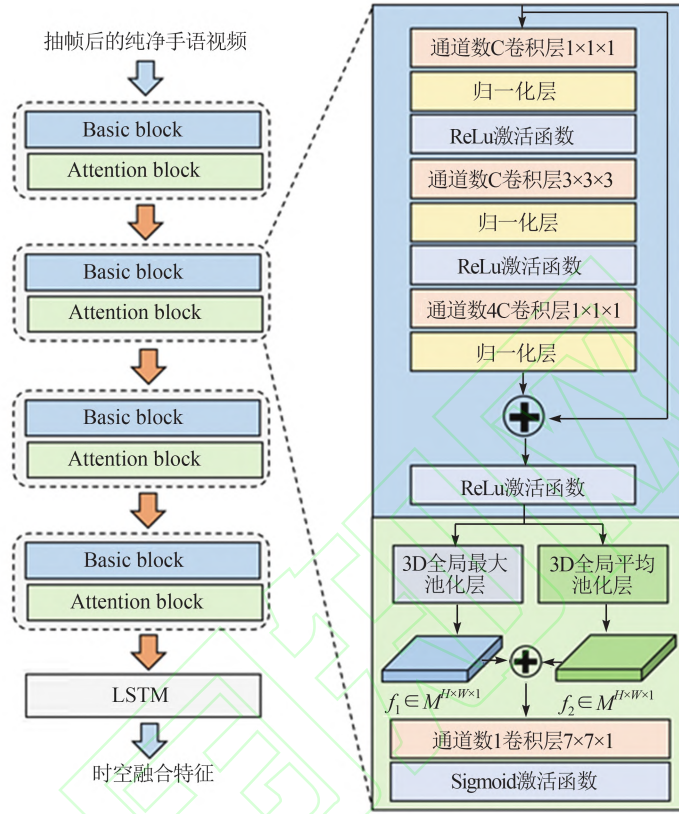 抽帧后的纯净手语视频
Basic block
Attention block
Basic block
Attention block
Basic block
Attention block
Basic block
Attention block
LSTM
时空融合特征
通道数C卷积层1×1×1
归一化层
ReLu激活函数
通道数C卷积层3×3×3
归一化层
ReLu激活函数
通道数4C卷积层1×1×1
归一化层
ReLu激活函数
3D全局最大
池化层
3D全局平均
池化层
f₁∈M^{H×W×1}
f₂∈M^{H×W×1}
通道数1卷积层7×7×1
Sigmoid激活函数